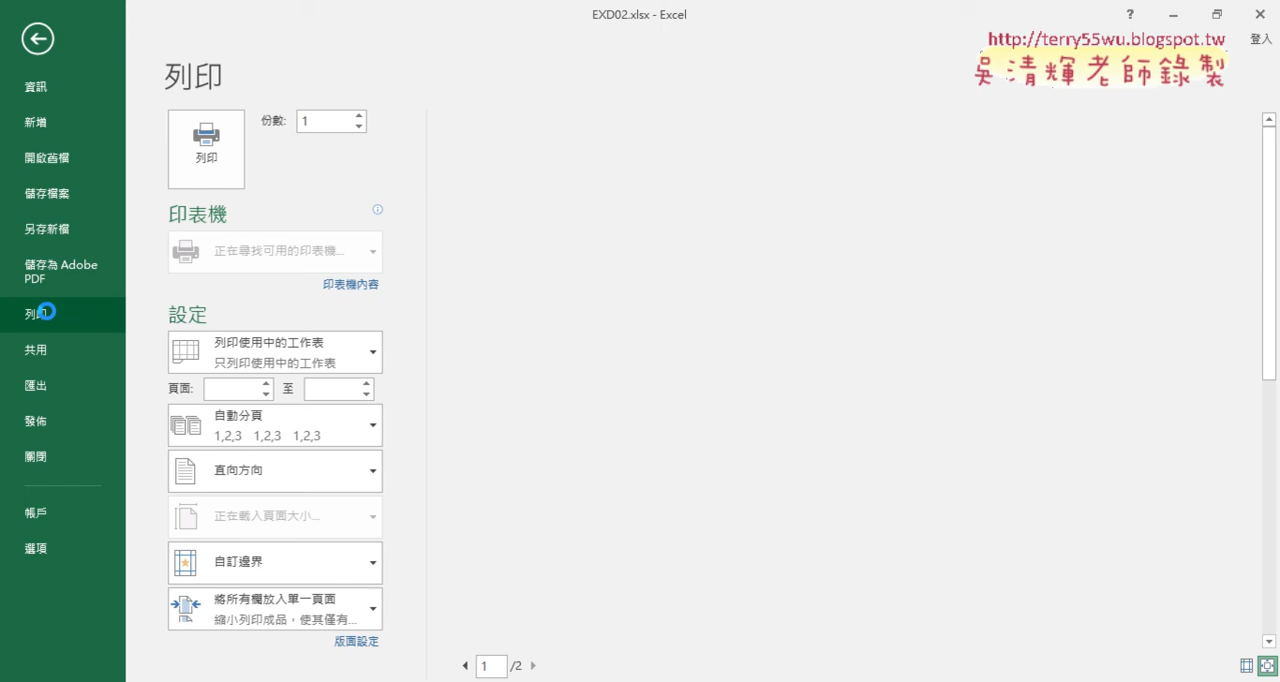 EXD02.xlsx - Excel
?
登入
http://terry55wu.blogspot.tw
吳清輝老師錄製
資訊
新增
開啟舊檔
儲存檔案
另存新檔
儲存為 Adobe
PDF
列印
共用
匯出
發佈
關閉
帳戶
選項
列印
列印
份數: 1
印表機
正在尋找可用的印表機...
印表機內容
設定
列印使用中的工作表
只列印使用中的工作表
頁面: 至
自動分頁
1,2,3 1,2,3 1,2,3
直向方向
正在載入頁面大小...
自訂邊界
將所有欄放入單一頁面
縮小列印成品，使其僅有...
版面設定
1 /2